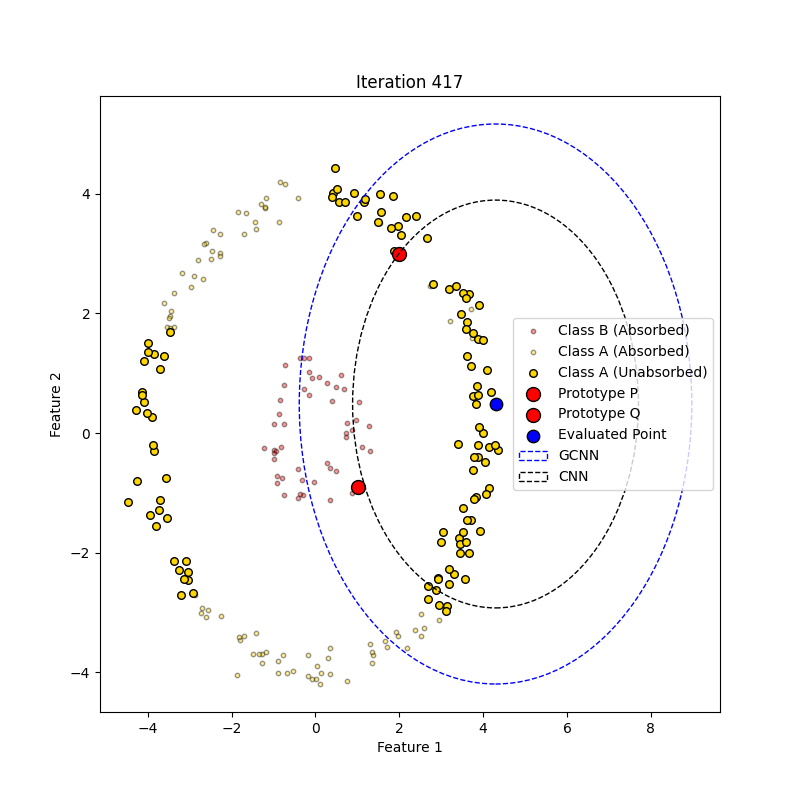 Iteration 417
Feature 2
4
2
0
−2
−4
Class B (Absorbed)
Class A (Absorbed)
Class A (Unabsorbed)
Prototype P
Prototype Q
Evaluated Point
GCNN
CNN
−4 −2 0 2 4 6 8
Feature 1